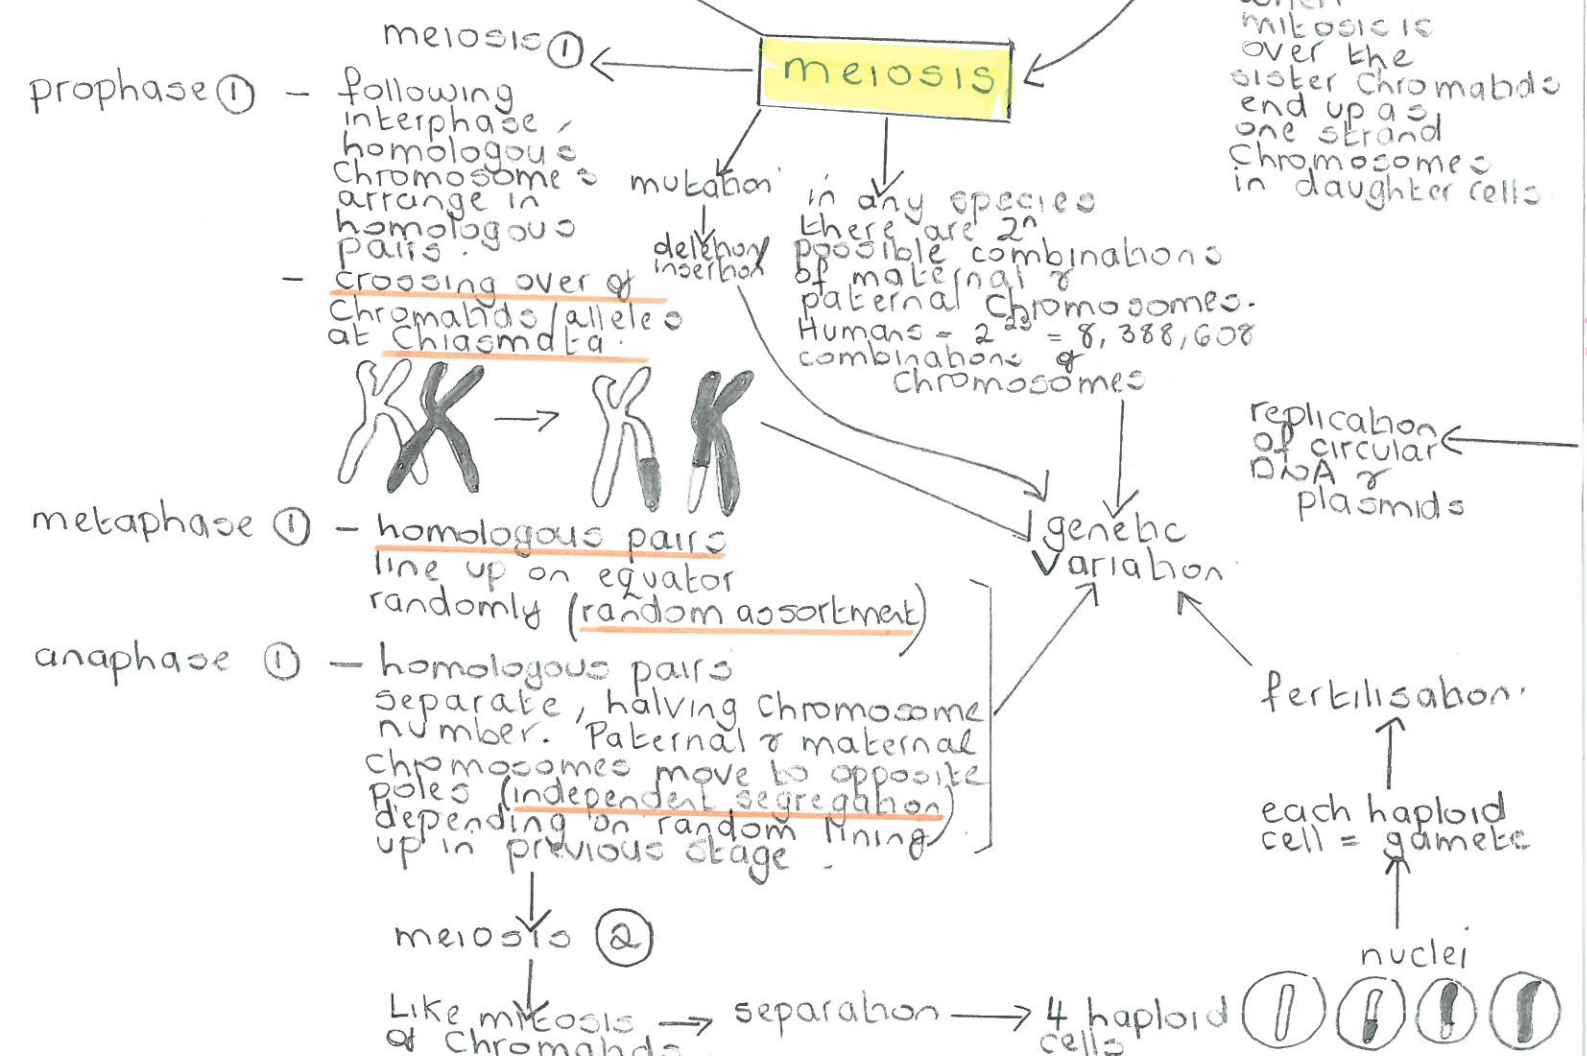 meiosis ①
prophase ① - following
interphase,
homologous
chromosomes
arrange in
homologous
pairs.
- crossing over of
chromatids/alleles
at chiasmata.
metaphase ① - homologous pairs
line up on equator
randomly (random assortment)
anaphase ① - homologous pairs
separate, halving chromosome
number. Paternal & maternal
chromosomes move to opposite
poles (independent segregation)
depending on random lining
up in previous stage.
meiosis ②
Like mitosis
of chromatids
separation
4 haploid
cells
nuclei
each haploid
cell = gamete
fertilisation.
genetic
variation
meiosis
mutation
deletion/
insertion
in any species
there are 2ⁿ
possible combinations
of maternal &
paternal chromosomes.
Humans - 2²³ = 8,388,608
combinations of
chromosomes
when
mitosis is
over the
sister chromatids
end up as
one strand
chromosomes
in daughter cells
replication
of circular
DNA &
plasmids